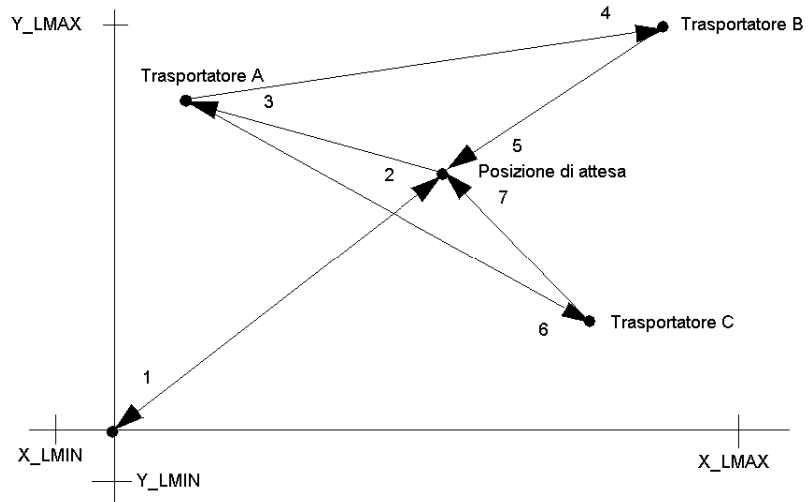 Y_LMAX
4
Trasportatore B
Trasportatore A
3
5
2
Posizione di attesa
7
6
Trasportatore C
1
X_LMIN
X_LMAX
Y_LMIN